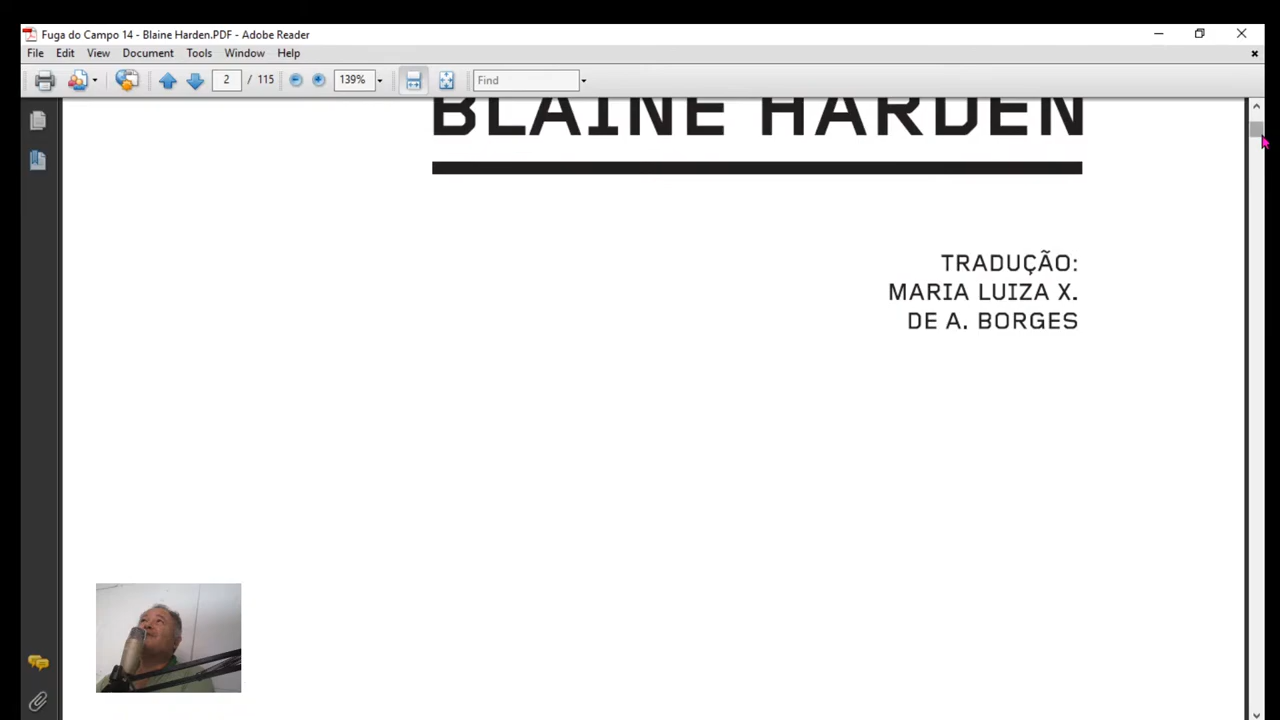 Fuga do Campo 14 - Blaine Harden.PDF - Adobe Reader
File Edit View Document Tools Window Help
2 / 115 139% Find
BLAINE HARDEN
TRADUÇÃO:
MARIA LUIZA X.
DE A. BORGES